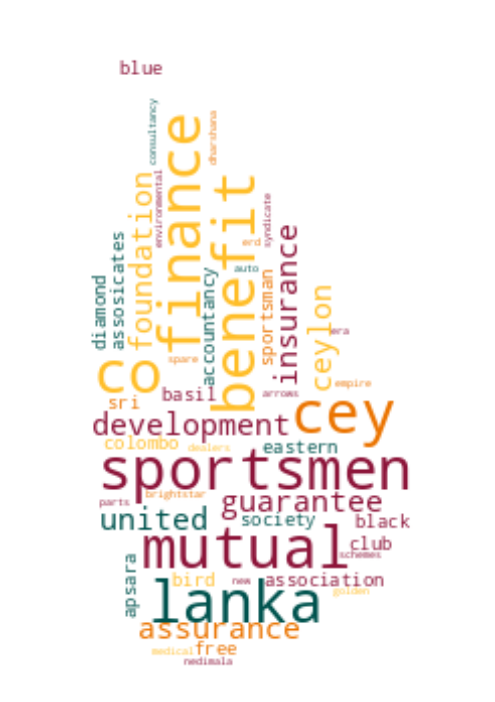 blue
consultancy
dharshana
finance
foundation
environmental
benefit
syndicate
insurance
assosicates
erd
auto
accountancy
sportsman
diamond
ceylon
era
spare
co
empire
basil
arrows
sri
cey
development
colombo
dealers
eastern
sportsmen
brightstar
parts
guarantee
united
society
black
mutual
club
schemes
apsara
bird
new
association
lanka
golden
assurance
free
medical
nedimala